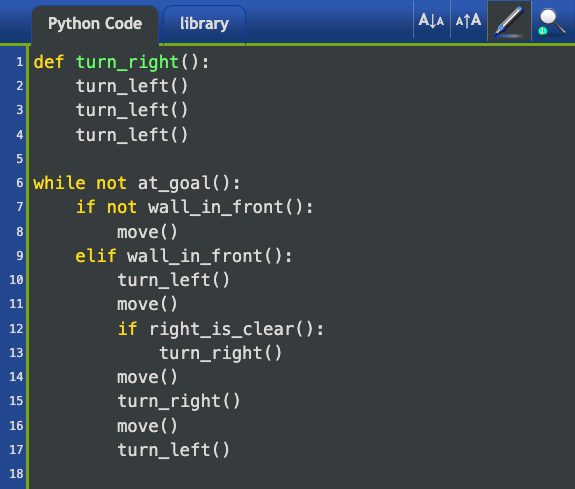 Python Code library A↓A A↑A
1 def turn_right():
2     turn_left()
3     turn_left()
4     turn_left()
5
6 while not at_goal():
7     if not wall_in_front():
8         move()
9     elif wall_in_front():
10         turn_left()
11         move()
12         if right_is_clear():
13             turn_right()
14         move()
15         turn_right()
16         move()
17         turn_left()
18